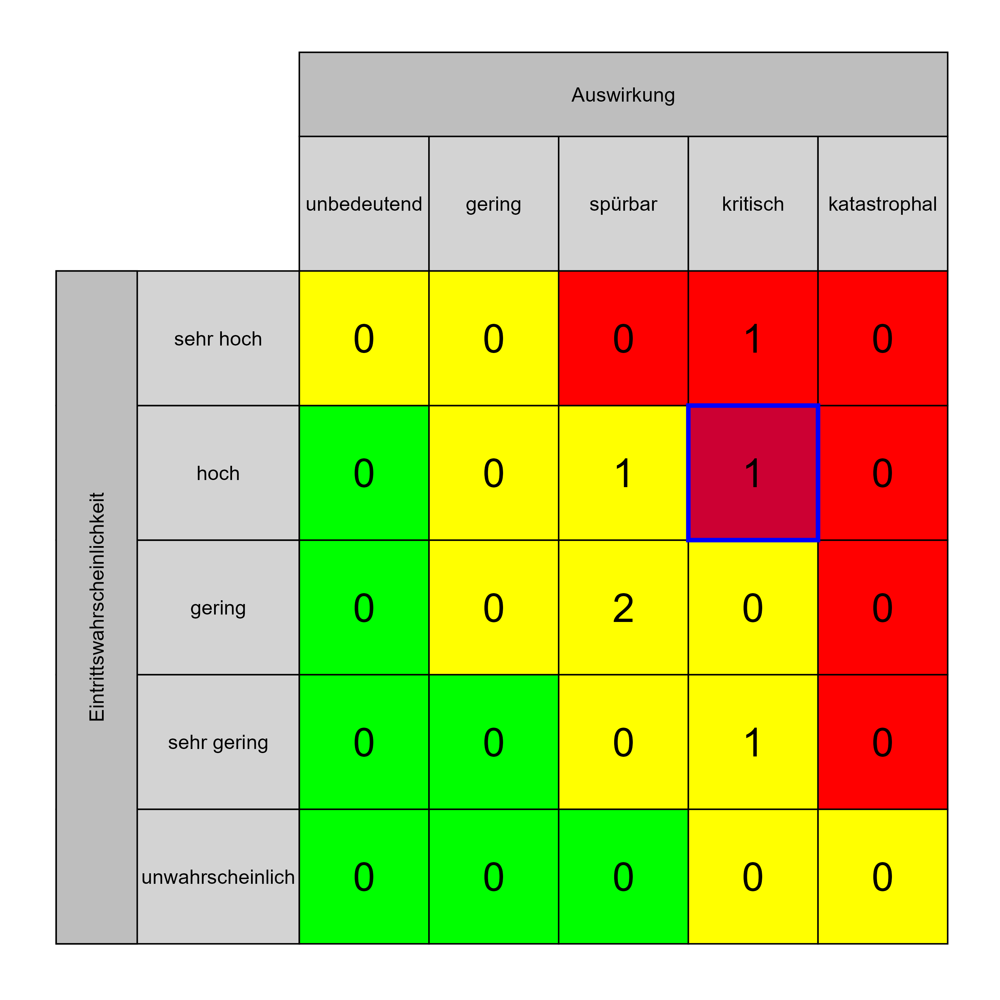 Auswirkung
unbedeutend gering spürbar kritisch katastrophal
Eintrittswahrscheinlichkeit
sehr hoch 0 0 0 1 0
hoch 0 0 1 1 0
gering 0 0 2 0 0
sehr gering 0 0 0 1 0
unwahrscheinlich 0 0 0 0 0